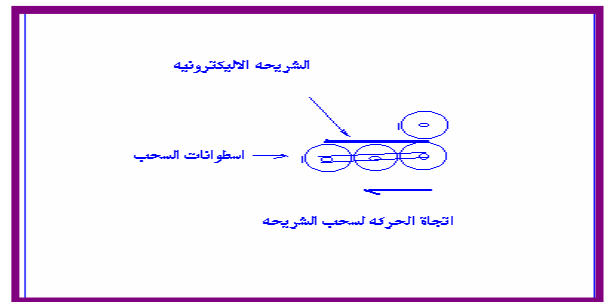 الشريحه الاليكترونيه
اسطوانات السحب
اتجاة الحركه لسحب الشريحه